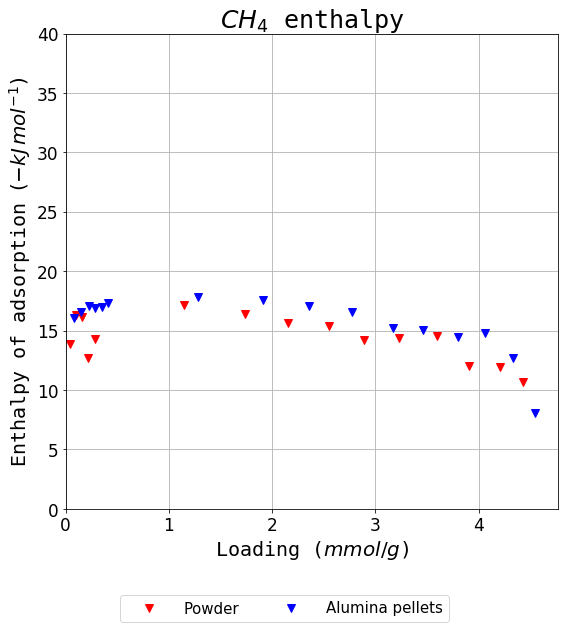 CH₄ enthalpy
40
35
30
25
20
15
10
5
0
Enthalpy of adsorption (−kJ mol⁻¹)
0 1 2 3 4
Loading (mmol/g)
Powder Alumina pellets